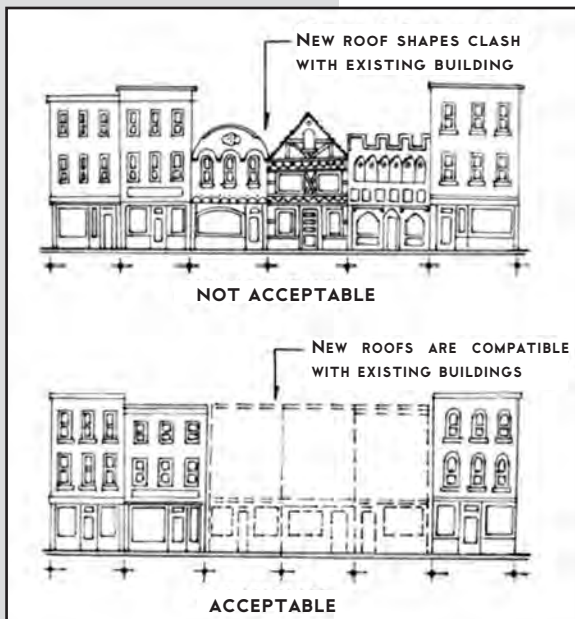 NEW ROOF SHAPES CLASH
WITH EXISTING BUILDING
NOT ACCEPTABLE
NEW ROOFS ARE COMPATIBLE
WITH EXISTING BUILDINGS
ACCEPTABLE